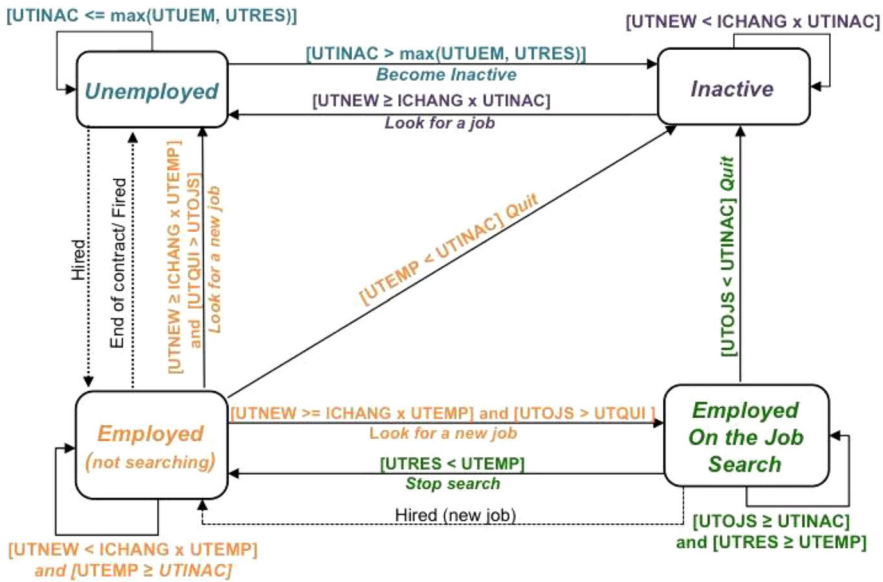 [UTINAC <= max(UTUEM, UTRES)]
[UTNEW < ICHANG x UTINAC]
[UTINAC > max(UTUEM, UTRES)]
Become Inactive
Unemployed
Inactive
[UTNEW ≥ ICHANG x UTINAC]
Look for a job
Hired
End of contract/ Fired
[UTNEW ≥ ICHANG x UTEMP]
and [UTQUI > UTOJS]
Look for a new job
[UTEMP < UTINAC] Quit
[UTOJS < UTINAC] Quit
[UTNEW >= ICHANG x UTEMP] and [UTOJS > UTQUI ]
Look for a new job
Employed
(not searching)
Employed
On the Job
Search
[UTRES < UTEMP]
Stop search
Hired (new job)
[UTOJS ≥ UTINAC]
and [UTRES ≥ UTEMP]
[UTNEW < ICHANG x UTEMP]
and [UTEMP ≥ UTINAC]